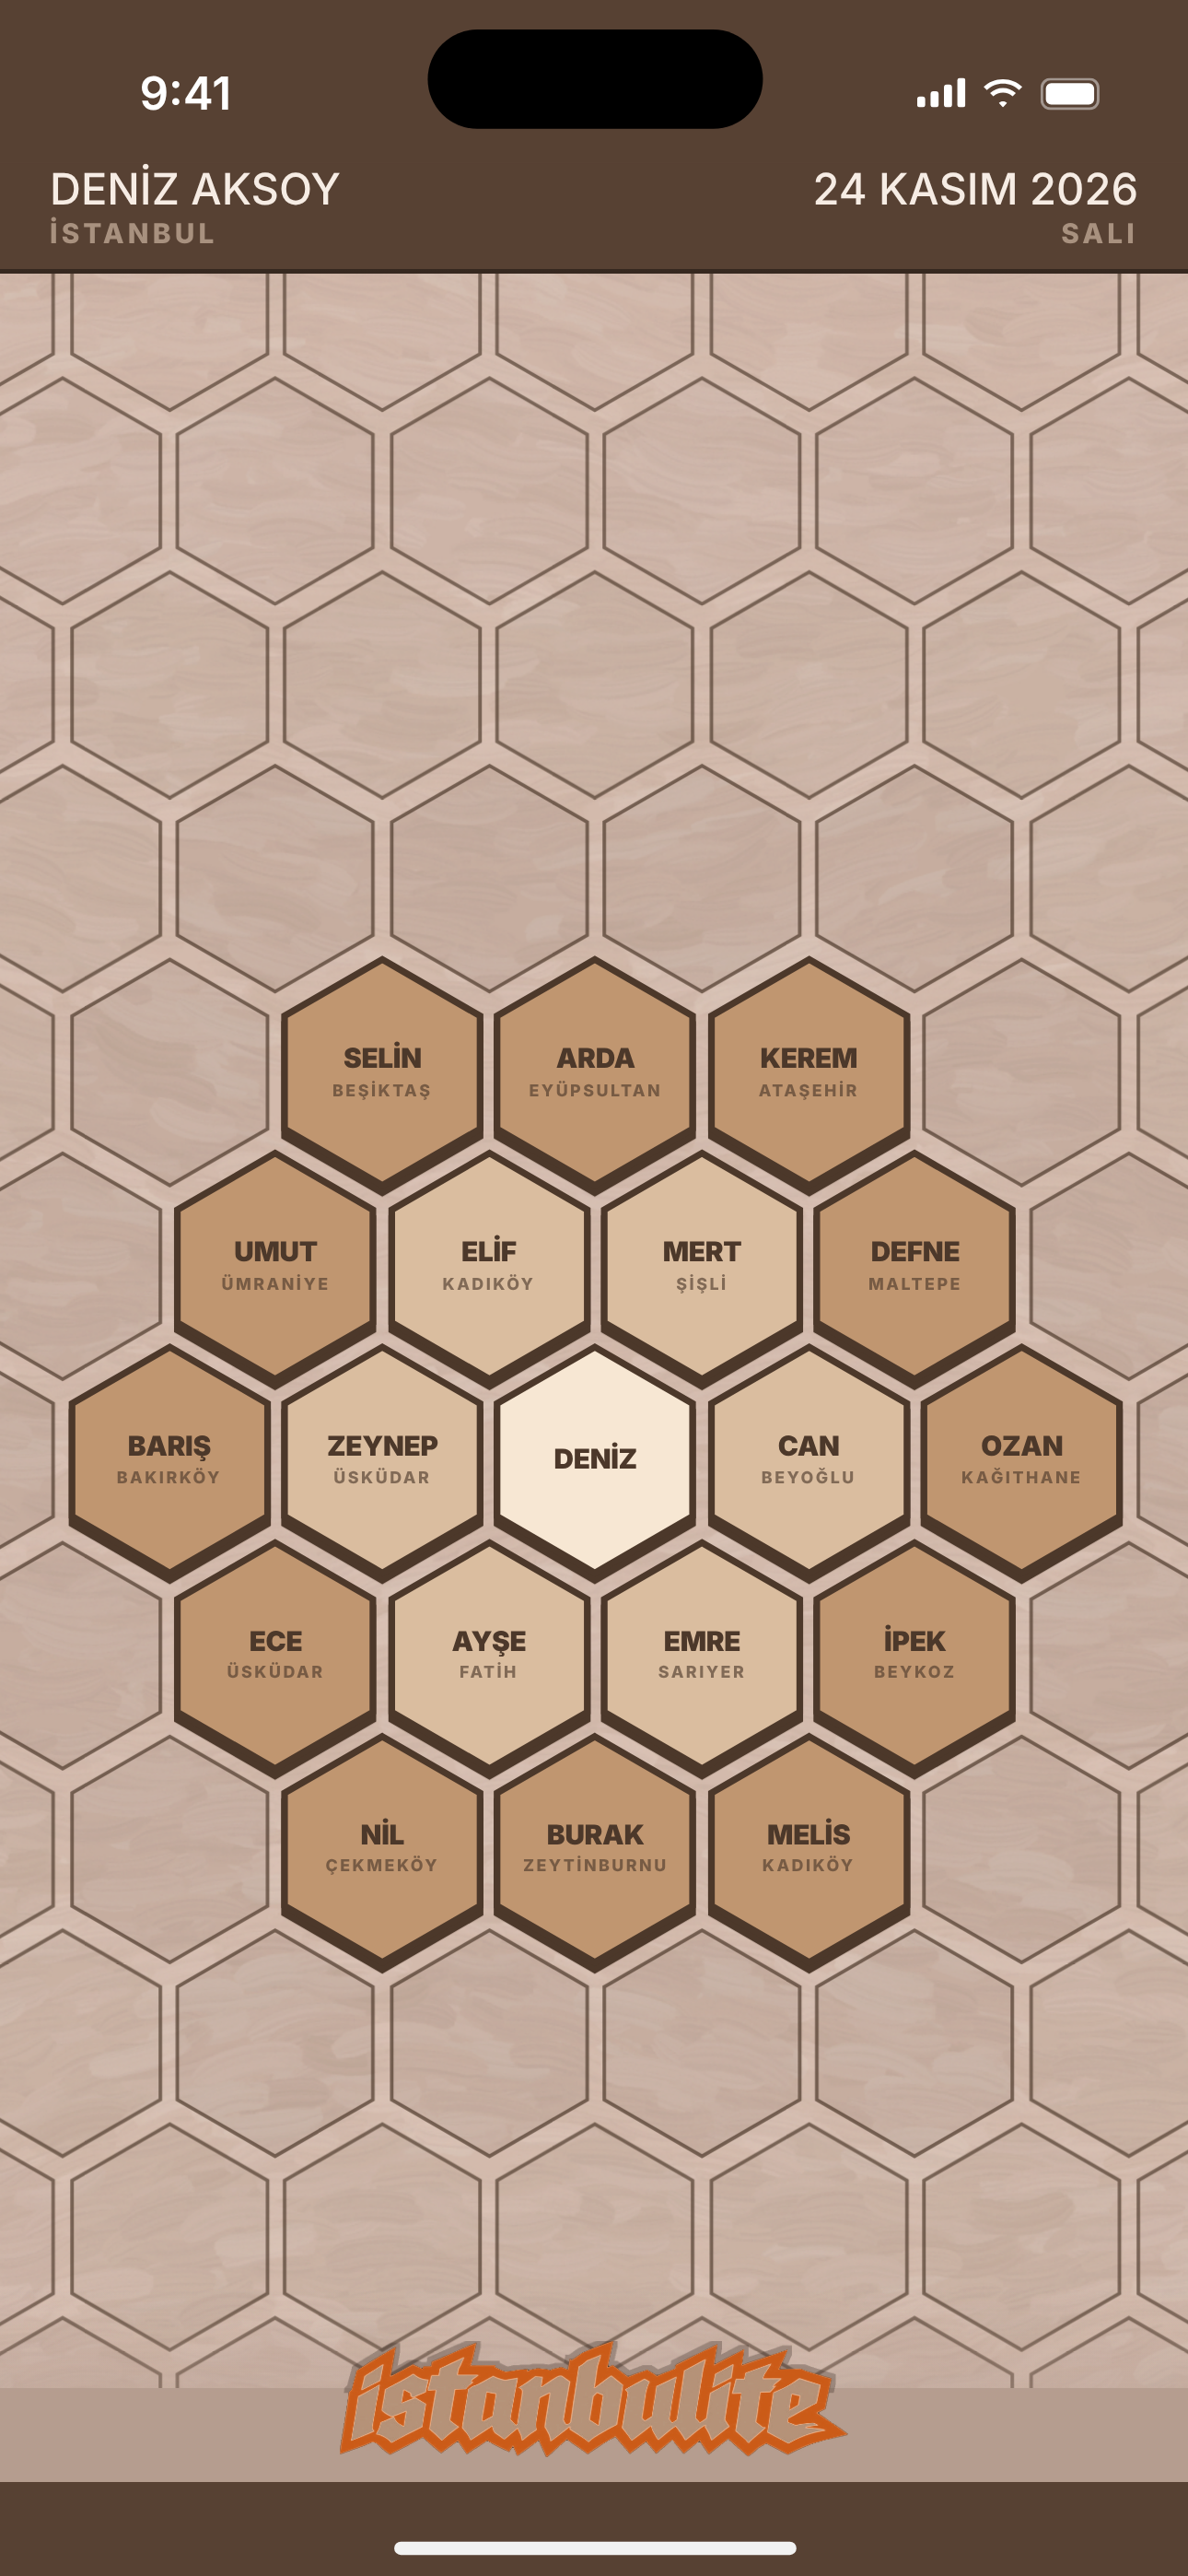 9:41
DENİZ AKSOY
İSTANBUL
24 KASIM 2026
SALI
SELİN
BEŞİKTAŞ
ARDA
EYÜPSULTAN
KEREM
ATAŞEHİR
UMUT
ÜMRANİYE
ELİF
KADIKÖY
MERT
ŞİŞLİ
DEFNE
MALTEPE
BARIŞ
BAKIRKÖY
ZEYNEP
ÜSKÜDAR
DENİZ
CAN
BEYOĞLU
OZAN
KAĞITHANE
ECE
ÜSKÜDAR
AYŞE
FATİH
EMRE
SARIYER
İPEK
BEYKOZ
NİL
ÇEKMEKÖY
BURAK
ZEYTİNBURNU
MELİS
KADIKÖY
istanbulite